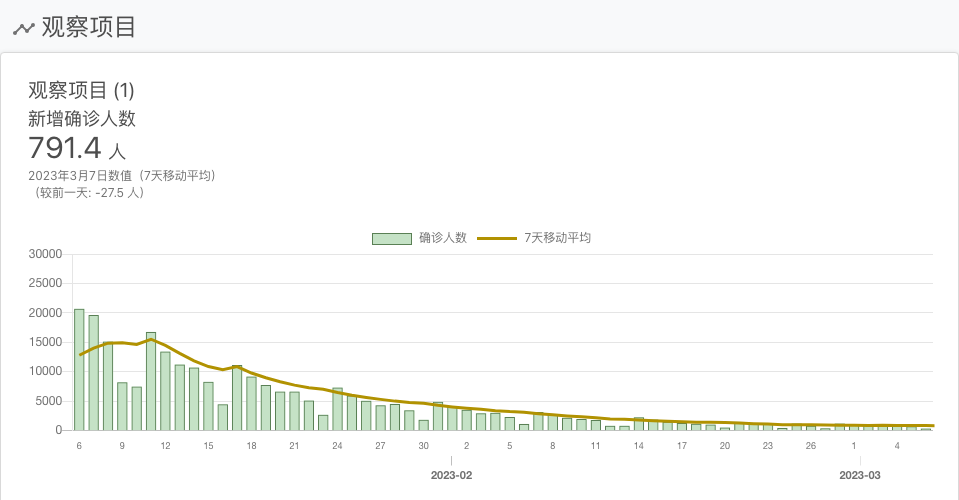 观察项目
观察项目 (1)
新增确诊人数
791.4 人
2023年3月7日数值（7天移动平均）
（较前一天: -27.5 人）
确诊人数 7天移动平均
30000
25000
20000
15000
10000
5000
0
6 9 12 15 18 21 24 27 30 2 5 8 11 14 17 20 23 26 1 4
2023-02 2023-03